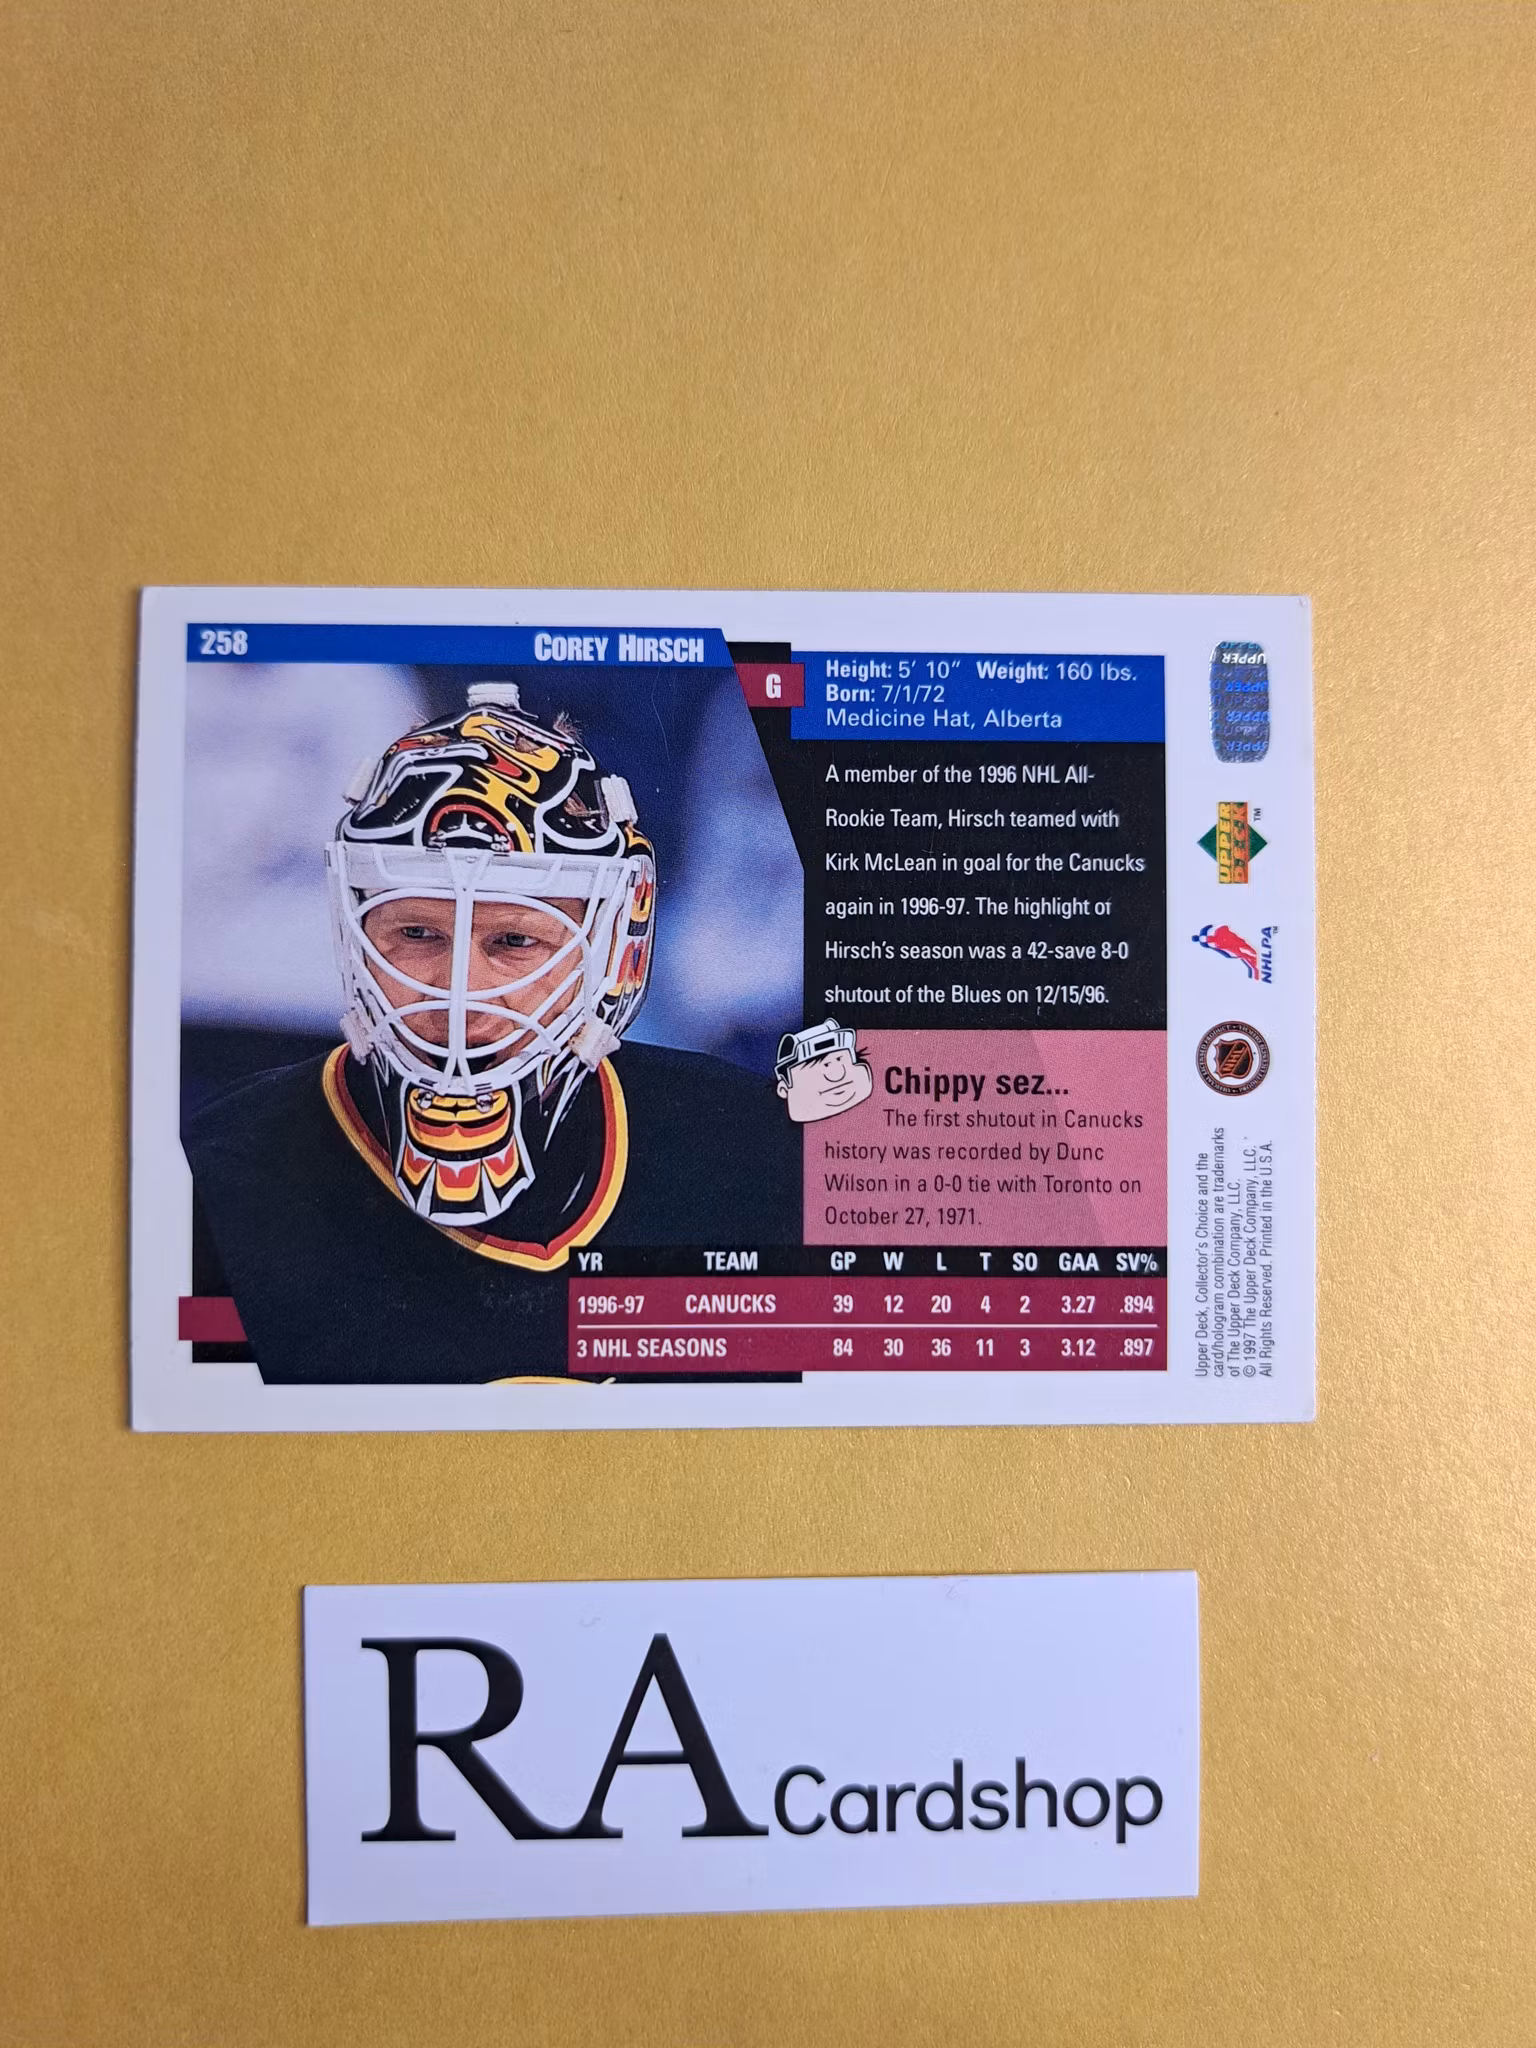 258 COREY HIRSCH
G
Height: 5' 10" Weight: 160 lbs.
Born: 7/1/72
Medicine Hat, Alberta
A member of the 1996 NHL All-
Rookie Team, Hirsch teamed with
Kirk McLean in goal for the Canucks
again in 1996-97. The highlight of
Hirsch's season was a 42-save 8-0
shutout of the Blues on 12/15/96.
Chippy sez...
The first shutout in Canucks
history was recorded by Dunc
Wilson in a 0-0 tie with Toronto on
October 27, 1971.
YR TEAM GP W L T SO GAA SV%
1996-97 CANUCKS 39 12 20 4 2 3.27 .894
3 NHL SEASONS 84 30 36 11 3 3.12 .897
UPPER
UPPER
UPPER
UPPER
UPPER
DECK
TM
NHLPA
TM
NHL
Upper Deck, Collector's Choice and the
card/hologram combination are trademarks
of The Upper Deck Company, LLC.
© 1997 The Upper Deck Company, LLC.
All Rights Reserved. Printed in the U.S.A.
RA Cardshop